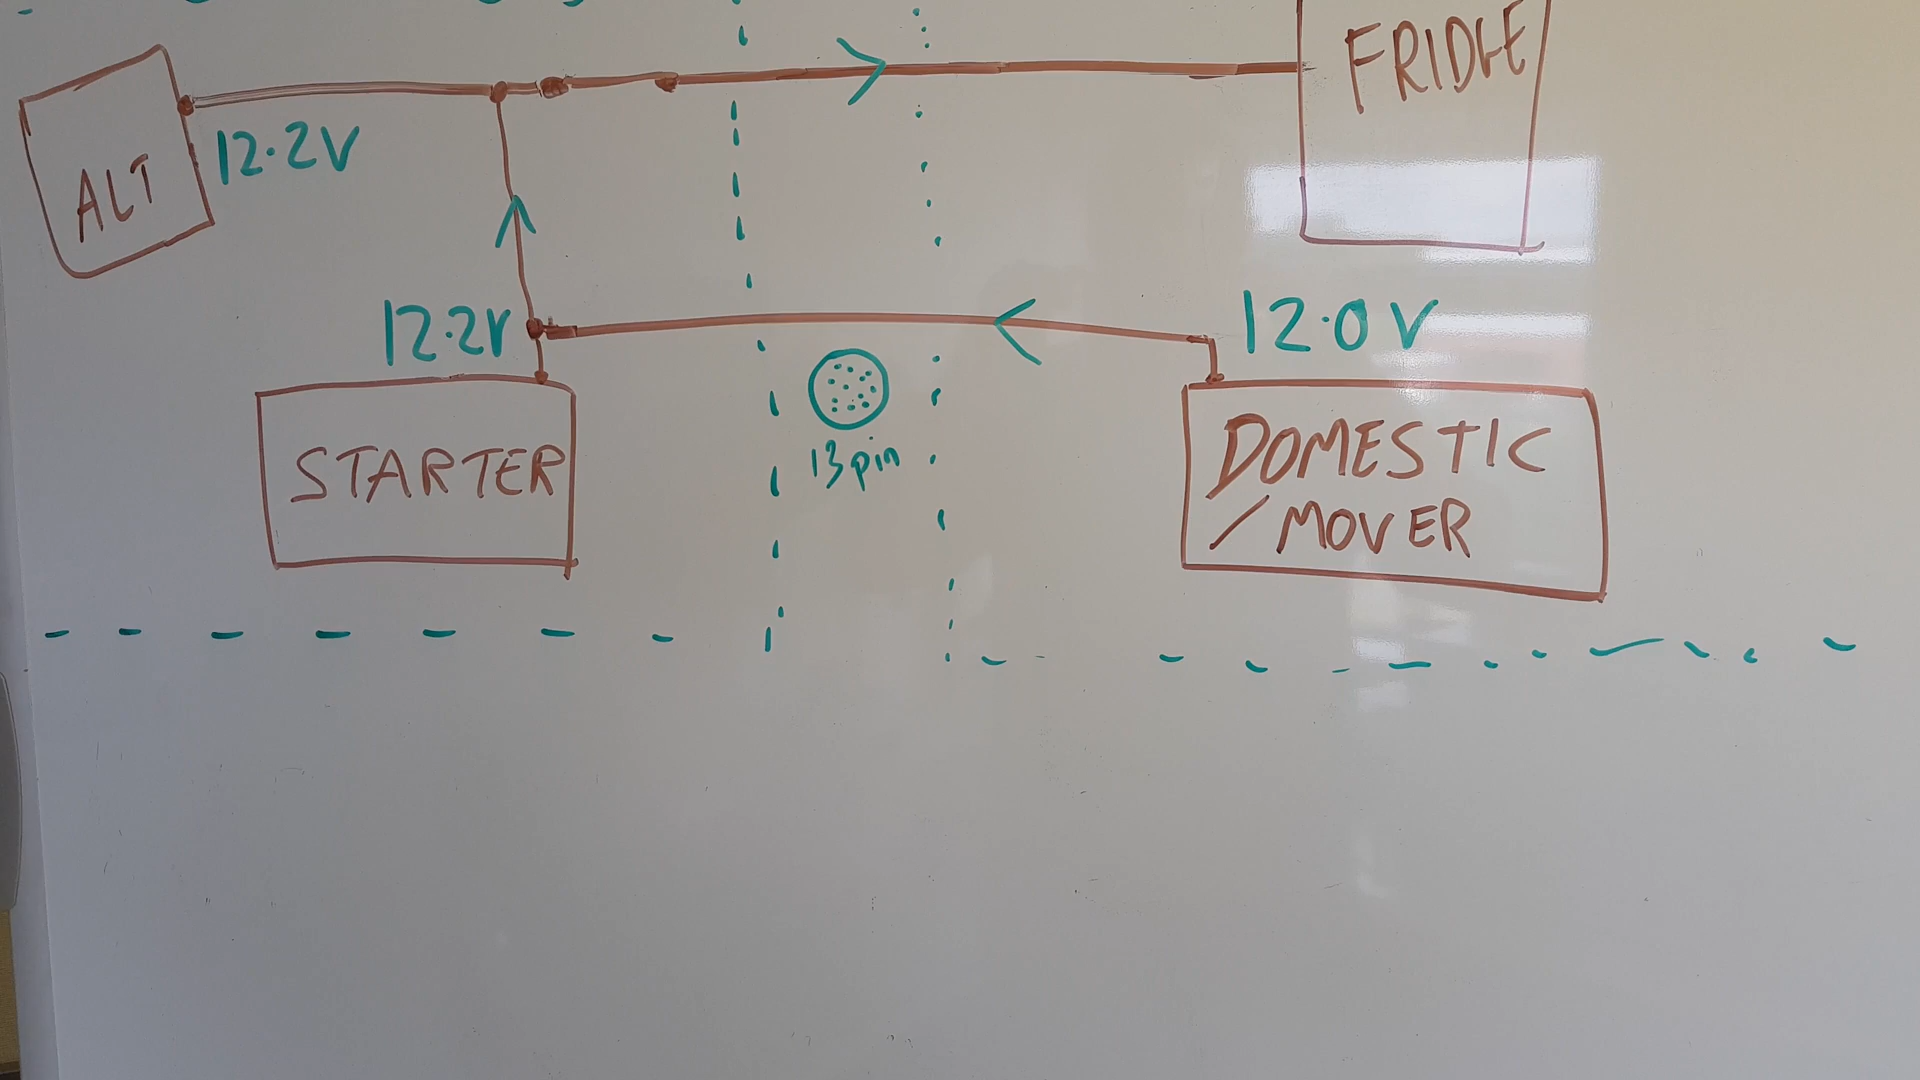 FRIDGE
ALT
12.2V
12.2V
12.0V
13pin
STARTER
DOMESTIC
/MOVER